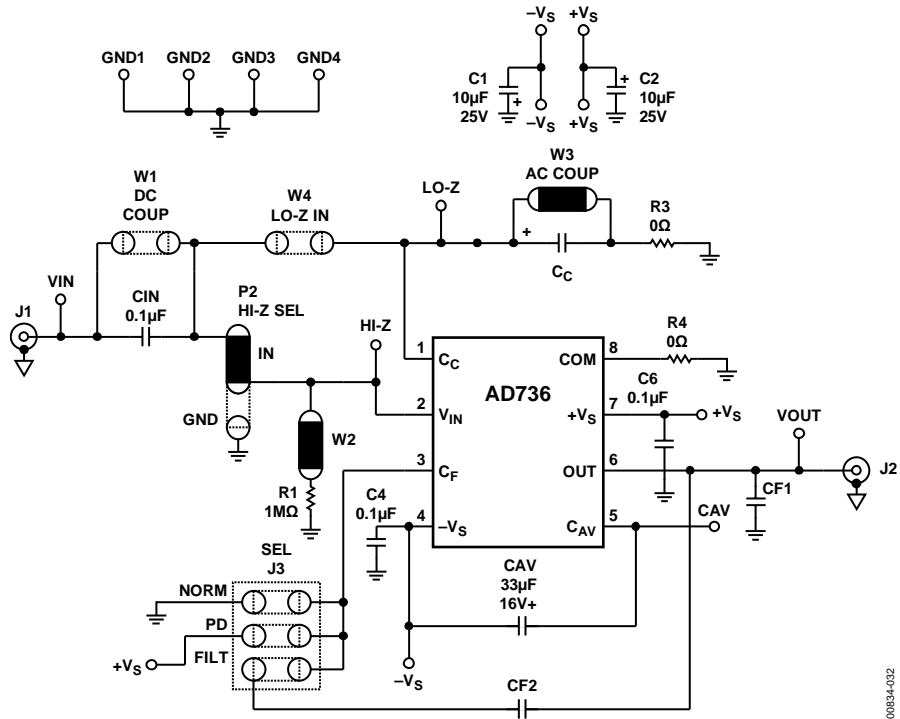 –VS
+VS
GND1
GND2
GND3
GND4
C1
10µF
25V
+
+
C2
10µF
25V
–VS
+VS
W1
DC
COUP
W4
LO-Z IN
LO-Z
W3
AC COUP
R3
0Ω
+
CC
VIN
J1
CIN
0.1µF
P2
HI-Z SEL
IN
GND
HI-Z
W2
R1
1MΩ
1
CC
2
VIN
3
CF
4
–VS
AD736
8
COM
7
+VS
6
OUT
5
CAV
R4
0Ω
C6
0.1µF
+VS
VOUT
J2
CF1
CAV
C4
0.1µF
CAV
33µF
16V+
SEL
J3
NORM
PD
FILT
+VS
–VS
CF2
00834-032